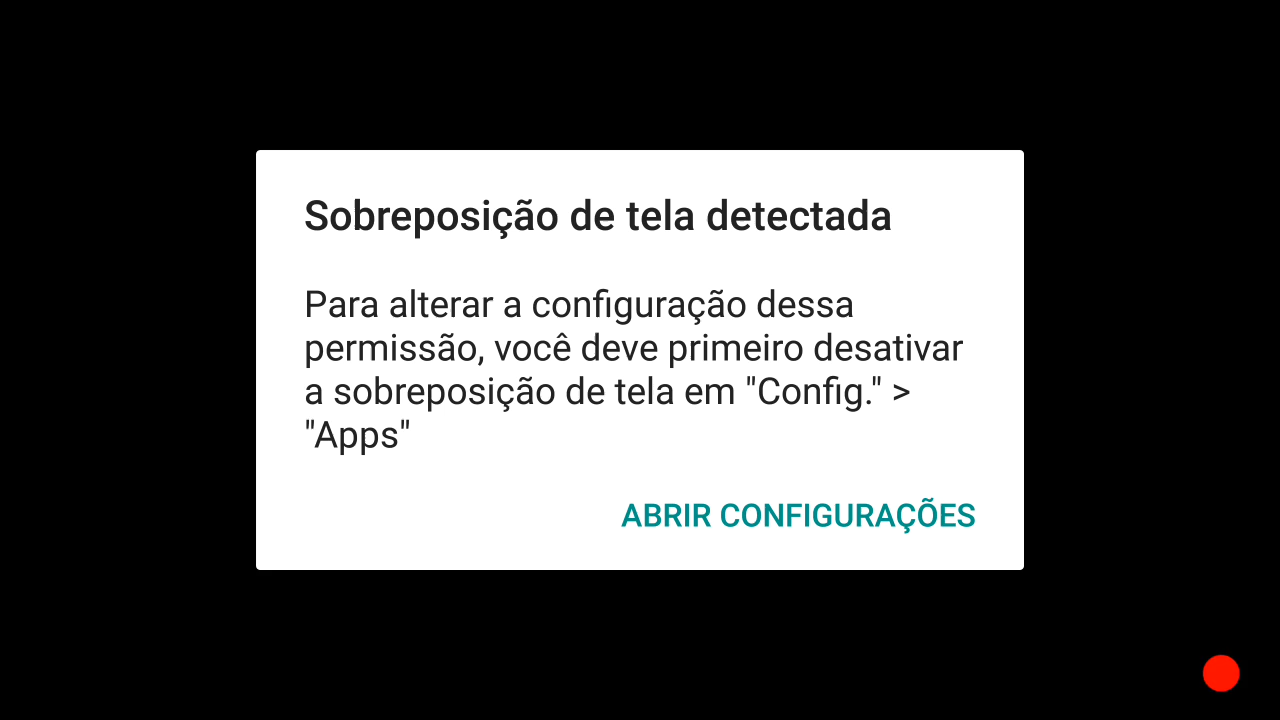 Sobreposição de tela detectada
Para alterar a configuração dessa
permissão, você deve primeiro desativar
a sobreposição de tela em "Config." >
"Apps"
ABRIR CONFIGURAÇÕES